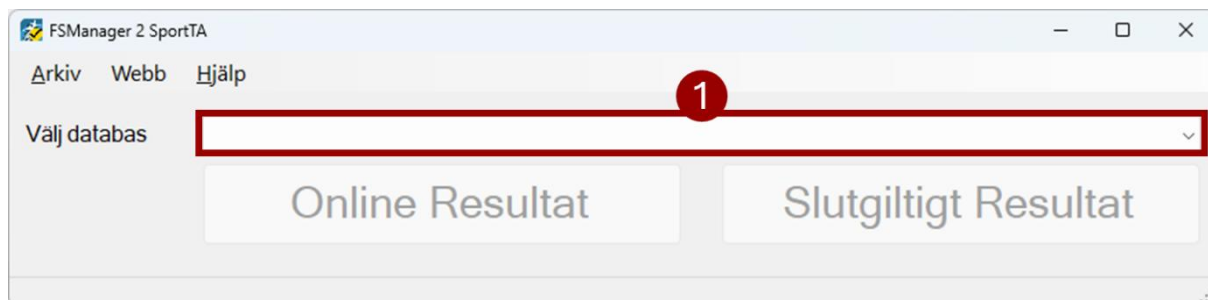 FSManager 2 SportTA
Arkiv Webb Hjälp
1
Välj databas
Online Resultat Slutgiltigt Resultat